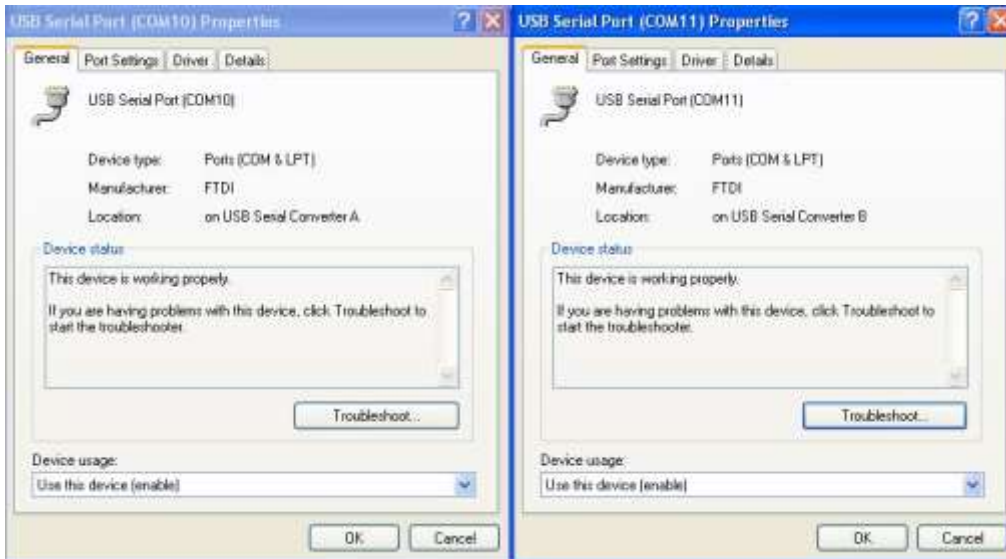 USB Serial Port (COM10) Properties
General Port Settings Driver Details
USB Serial Port (COM10)
Device type: Ports (COM & LPT)
Manufacturer: FTDI
Location: on USB Serial Converter A
Device status
This device is working properly.
If you are having problems with this device, click Troubleshoot to
start the troubleshooter.
Troubleshoot...
Device usage:
Use this device (enable)
OK Cancel
USB Serial Port (COM11) Properties
General Port Settings Driver Details
USB Serial Port (COM11)
Device type: Ports (COM & LPT)
Manufacturer: FTDI
Location: on USB Serial Converter B
Device status
This device is working properly.
If you are having problems with this device, click Troubleshoot to
start the troubleshooter.
Troubleshoot...
Device usage:
Use this device (enable)
OK Cancel